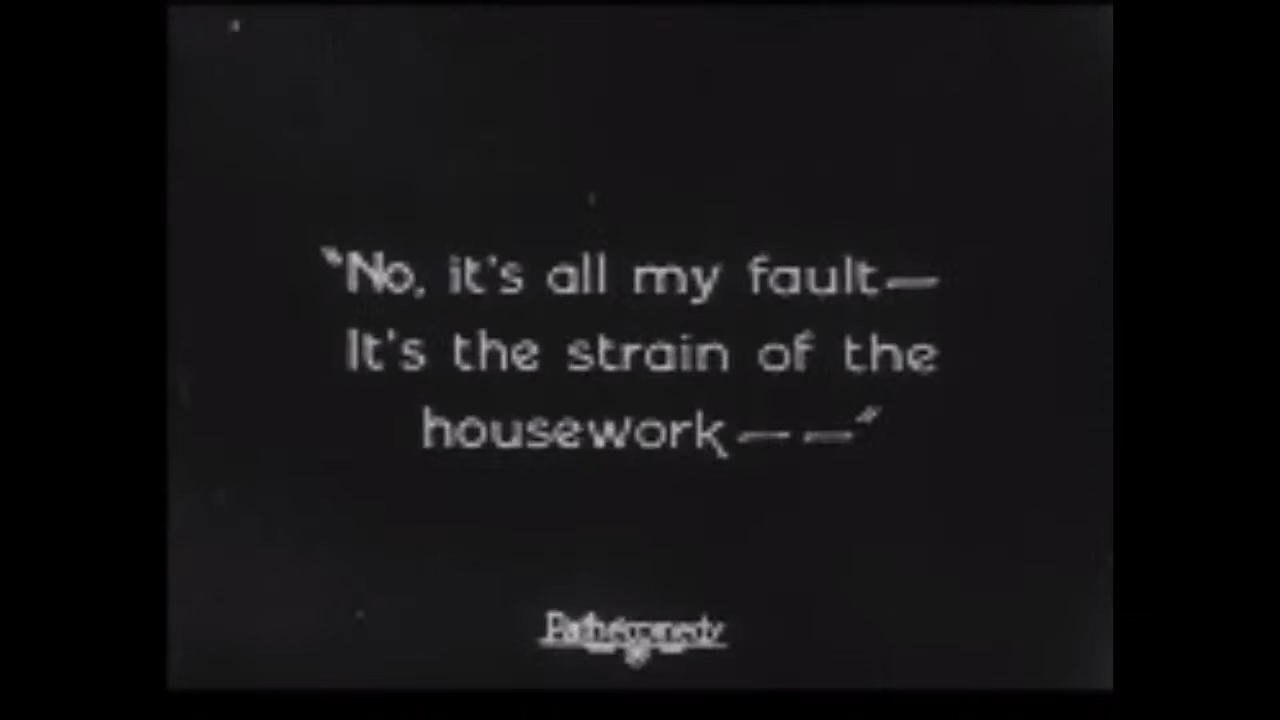 "No, it's all my fault—
It's the strain of the
housework— —"
Pathécomedy